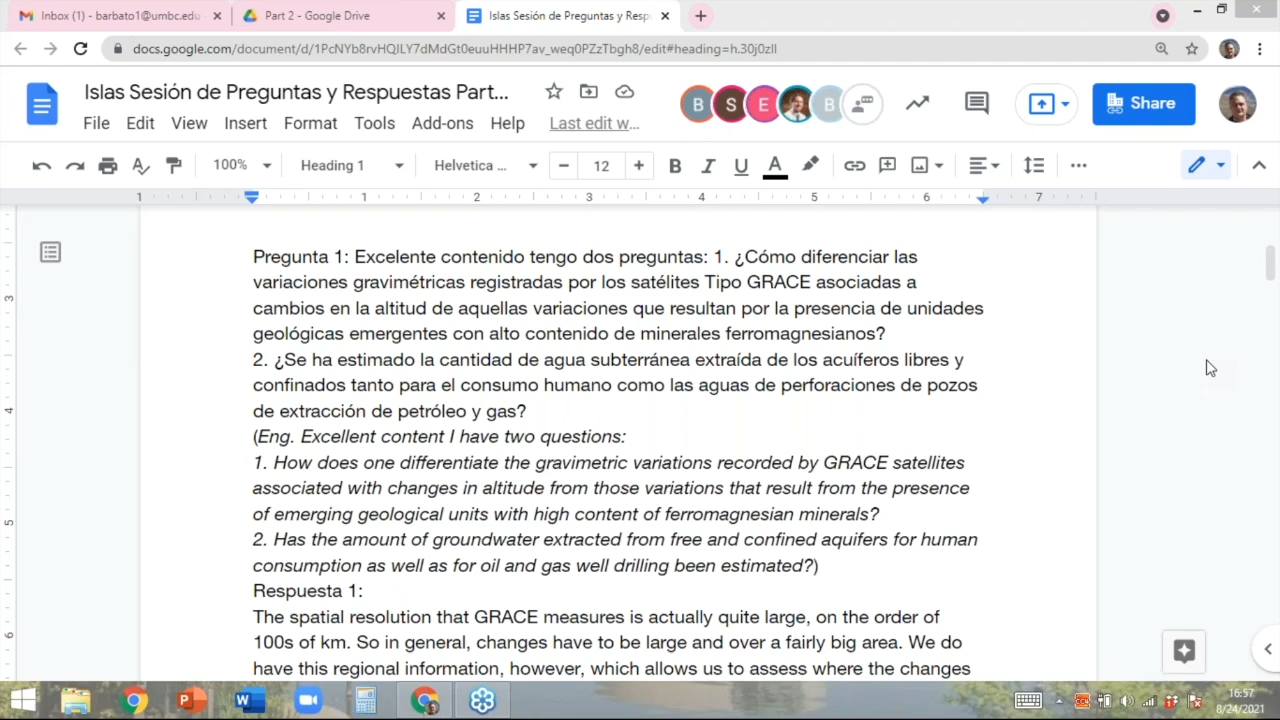 Inbox (1) - barbato1@umbc.edu
Part 2 - Google Drive
Islas Sesión de Preguntas y Resp
docs.google.com/document/d/1PcNYb8rvHQILY7dMdGt0euuHHHP7av_weq0PZzTbgh8/edit#heading=h.30j0zll
Islas Sesión de Preguntas y Respuestas Part...
B S E B
Share
File Edit View Insert Format Tools Add-ons Help Last edit w...
100% Heading 1 Helvetica ... 12 B I U A
1 1 2 3 4 5 6 7
Pregunta 1: Excelente contenido tengo dos preguntas: 1. ¿Cómo diferenciar las
variaciones gravimétricas registradas por los satélites Tipo GRACE asociadas a
cambios en la altitud de aquellas variaciones que resultan por la presencia de unidades
geológicas emergentes con alto contenido de minerales ferromagnesianos?
2. ¿Se ha estimado la cantidad de agua subterránea extraída de los acuíferos libres y
confinados tanto para el consumo humano como las aguas de perforaciones de pozos
de extracción de petróleo y gas?
(Eng. Excellent content I have two questions:
1. How does one differentiate the gravimetric variations recorded by GRACE satellites
associated with changes in altitude from those variations that result from the presence
of emerging geological units with high content of ferromagnesian minerals?
2. Has the amount of groundwater extracted from free and confined aquifers for human
consumption as well as for oil and gas well drilling been estimated?)
Respuesta 1:
The spatial resolution that GRACE measures is actually quite large, on the order of
100s of km. So in general, changes have to be large and over a fairly big area. We do
have this regional information, however, which allows us to assess where the changes
3
4
5
6
16:57
8/24/2021